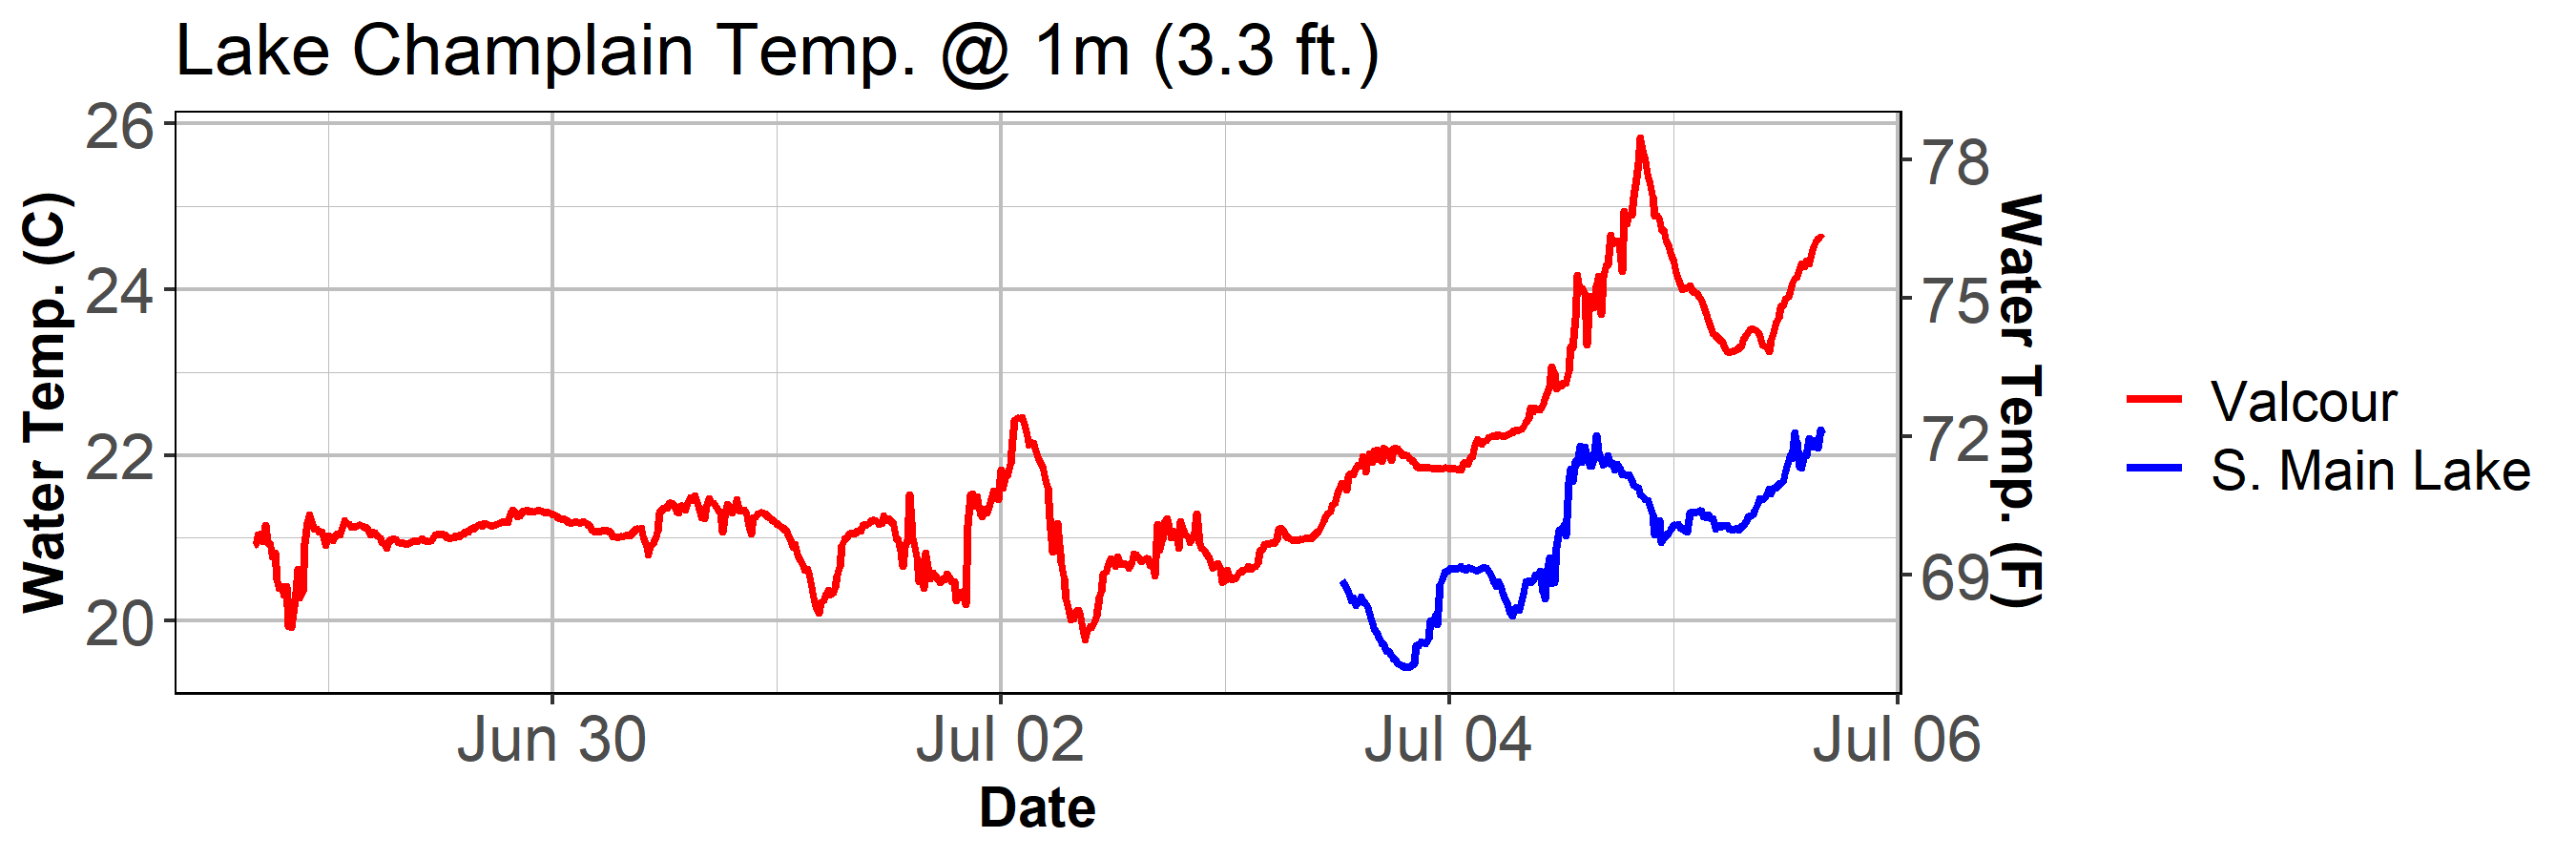 Lake Champlain Temp. @ 1m (3.3 ft.)
Water Temp. (C)
26
24
22
20
78
75
72
69
Water Temp. (F)
Jun 30
Jul 02
Jul 04
Jul 06
Date
Valcour
S. Main Lake